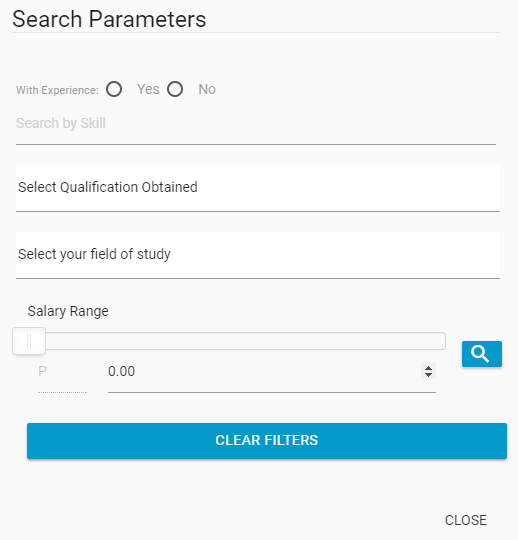 Search Parameters
With Experience: Yes No
Search by Skill
Select Qualification Obtained
Select your field of study
Salary Range
P 0.00
CLEAR FILTERS
CLOSE